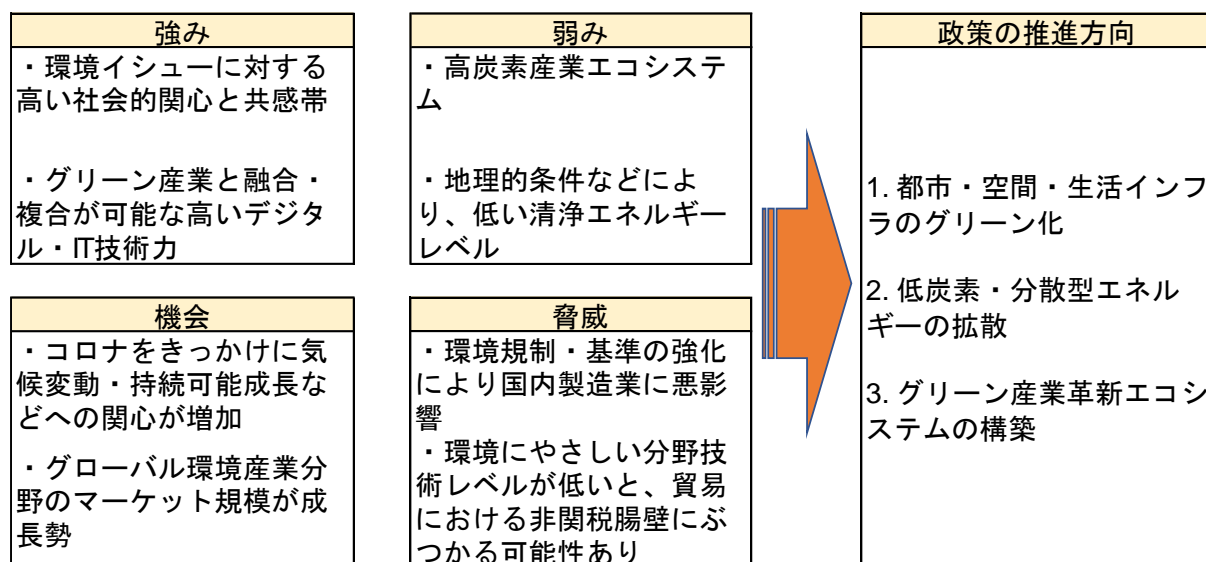 強み
・環境イシューに対する
高い社会的関心と共感帯
・グリーン産業と融合・
複合が可能な高いデジタ
ル・IT技術力
弱み
・高炭素産業エコシステ
ム
・地理的条件などによ
り、低い清浄エネルギー
レベル
機会
・コロナをきっかけに気
候変動・持続可能成長な
どへの関心が増加
・グローバル環境産業分
野のマーケット規模が成
長勢
脅威
・環境規制・基準の強化
により国内製造業に悪影
響
・環境にやさしい分野技
術レベルが低いと、貿易
における非関税腸壁にぶ
つかる可能性あり
政策の推進方向
1. 都市・空間・生活インフ
ラのグリーン化
2. 低炭素・分散型エネル
ギーの拡散
3. グリーン産業革新エコシ
ステムの構築